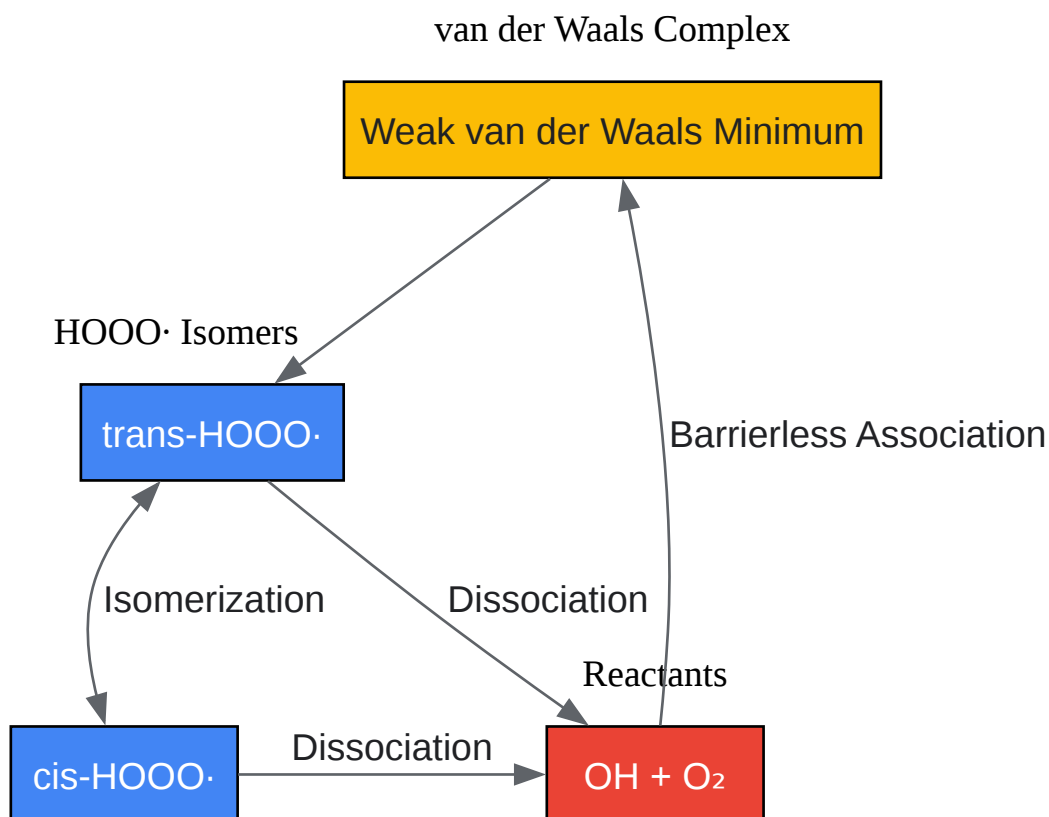 van der Waals Complex
Weak van der Waals Minimum
HOOO· Isomers
trans-HOOO·
Barrierless Association
Isomerization
Dissociation
Reactants
Dissociation
cis-HOOO·
OH + O₂